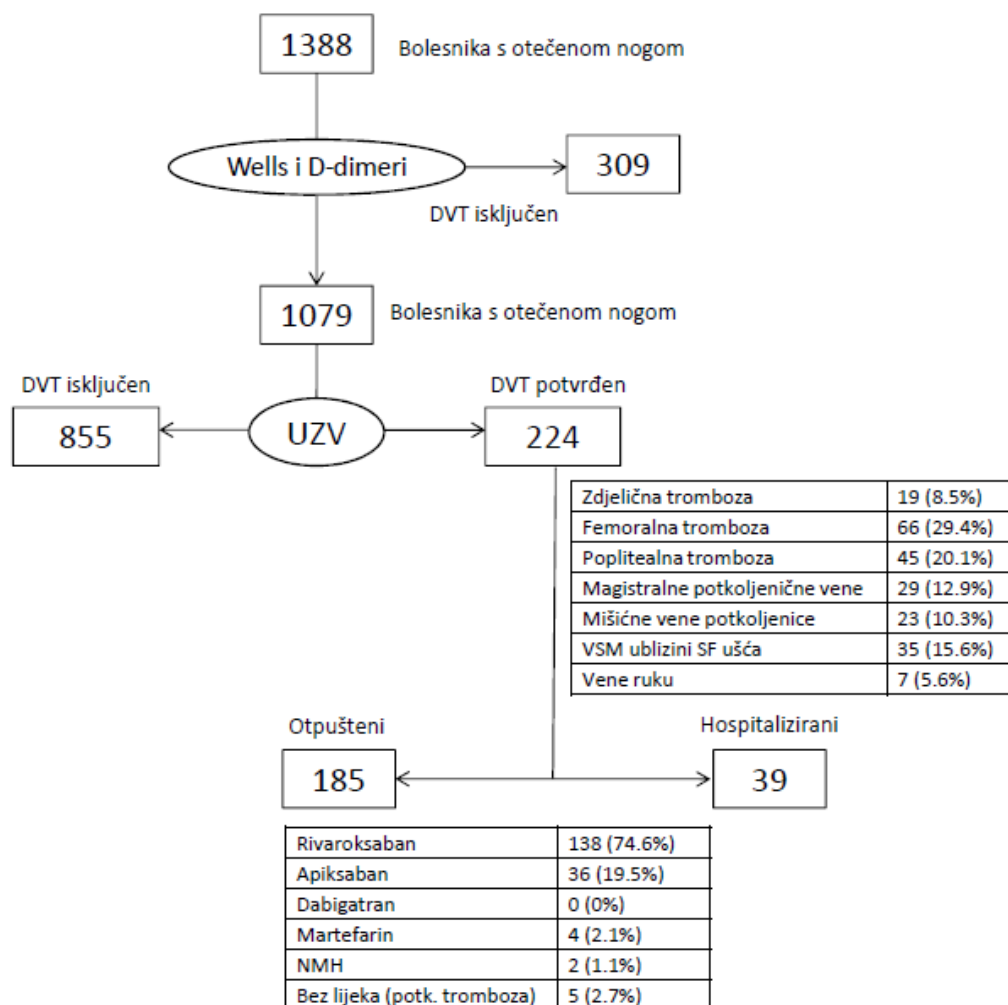 1388
Bolesnika s otečenom nogom
Wells i D-dimeri
309
DVT isključen
1079
Bolesnika s otečenom nogom
DVT isključen
DVT potvrđen
855
UZV
224
Zdjelična tromboza 19 (8.5%)
Femoralna tromboza 66 (29.4%)
Poplitealna tromboza 45 (20.1%)
Magistralne potkoljenične vene 29 (12.9%)
Mišićne vene potkoljenice 23 (10.3%)
VSM ublizini SF ušća 35 (15.6%)
Vene ruku 7 (5.6%)
Otpušteni
Hospitalizirani
185
39
Rivaroksaban 138 (74.6%)
Apiksaban 36 (19.5%)
Dabigatran 0 (0%)
Martefarin 4 (2.1%)
NMH 2 (1.1%)
Bez lijeka (potk. tromboza) 5 (2.7%)